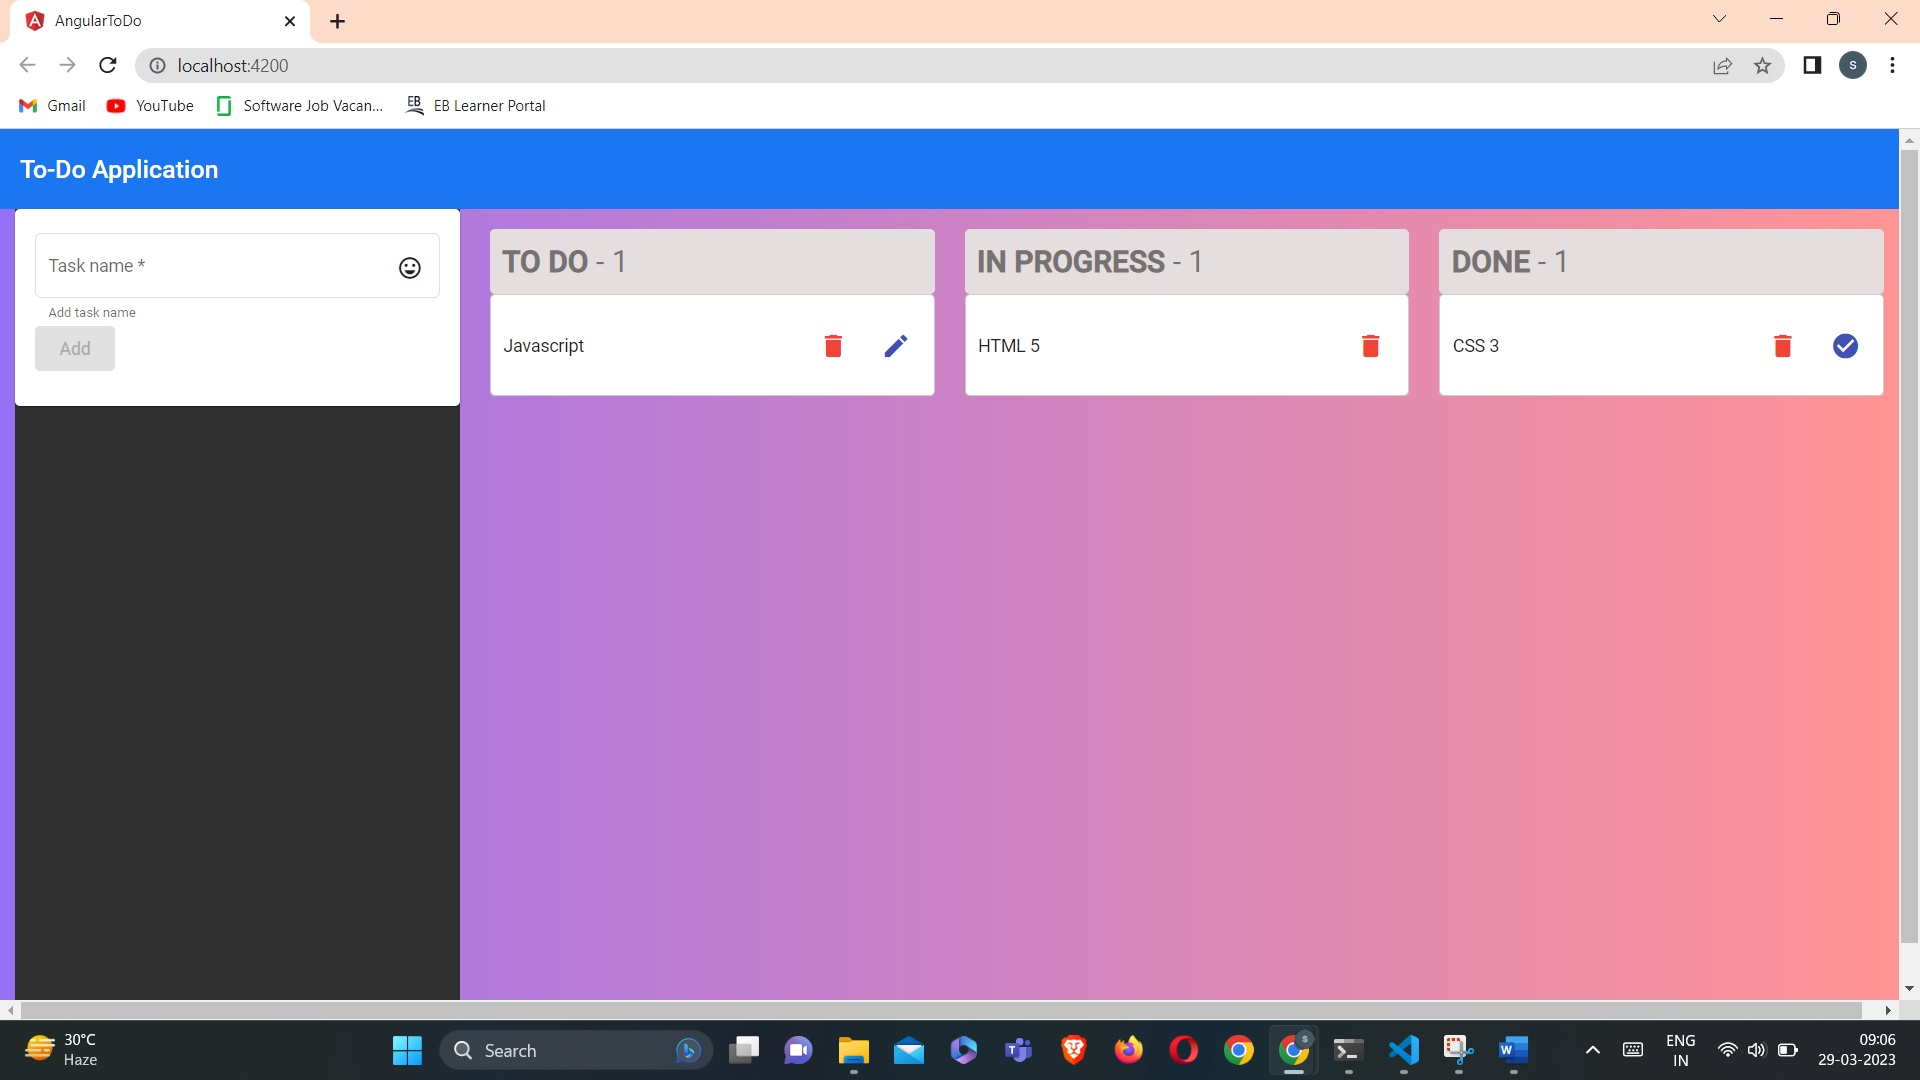 AngularToDo
localhost:4200
S
Gmail
YouTube
Software Job Vacan...
EB
EB Learner Portal
To-Do Application
Task name *
Add task name
Add
TO DO - 1
Javascript
IN PROGRESS - 1
HTML 5
DONE - 1
CSS 3
30°C
Haze
Search
ENG
IN
09:06
29-03-2023